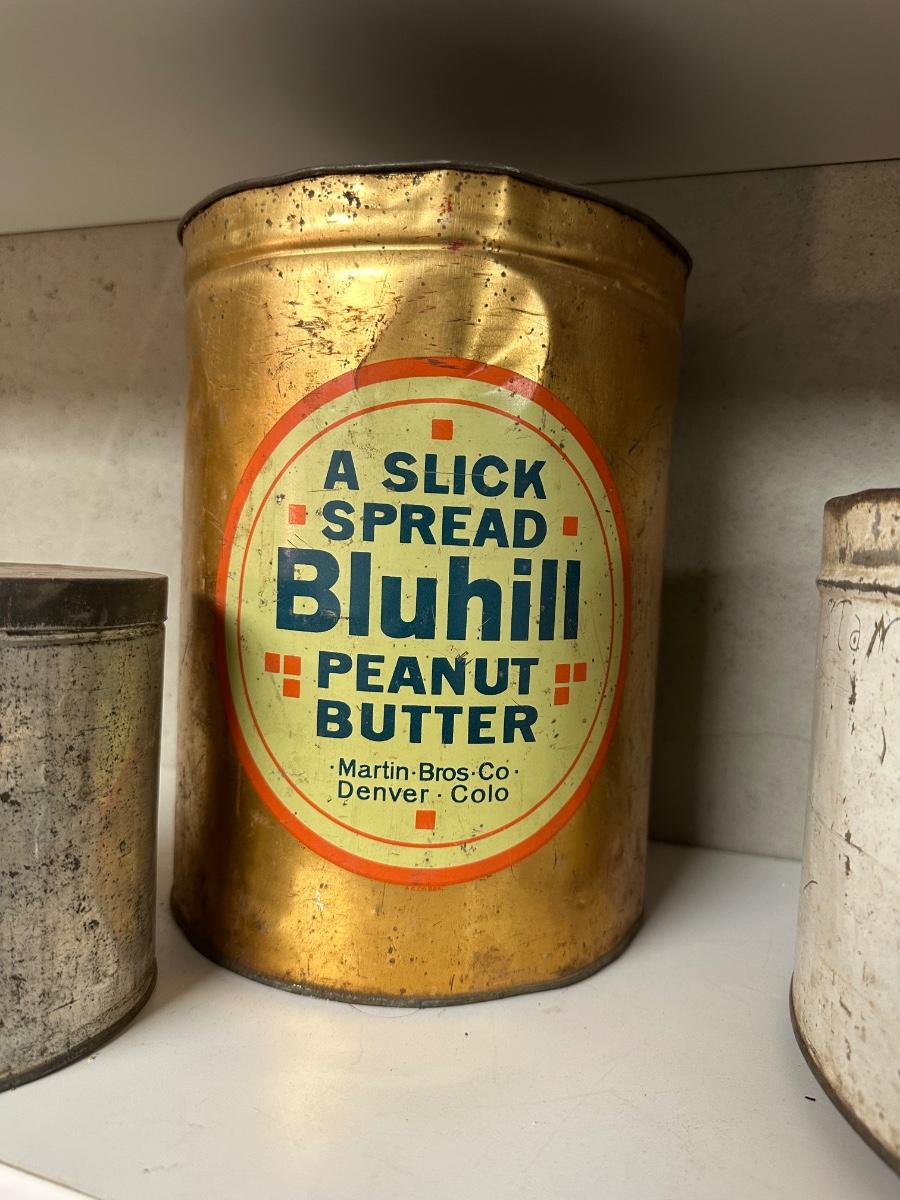 A SLICK
SPREAD
Bluhill
PEANUT
BUTTER
·Martin·Bros·Co·
Denver · Colo